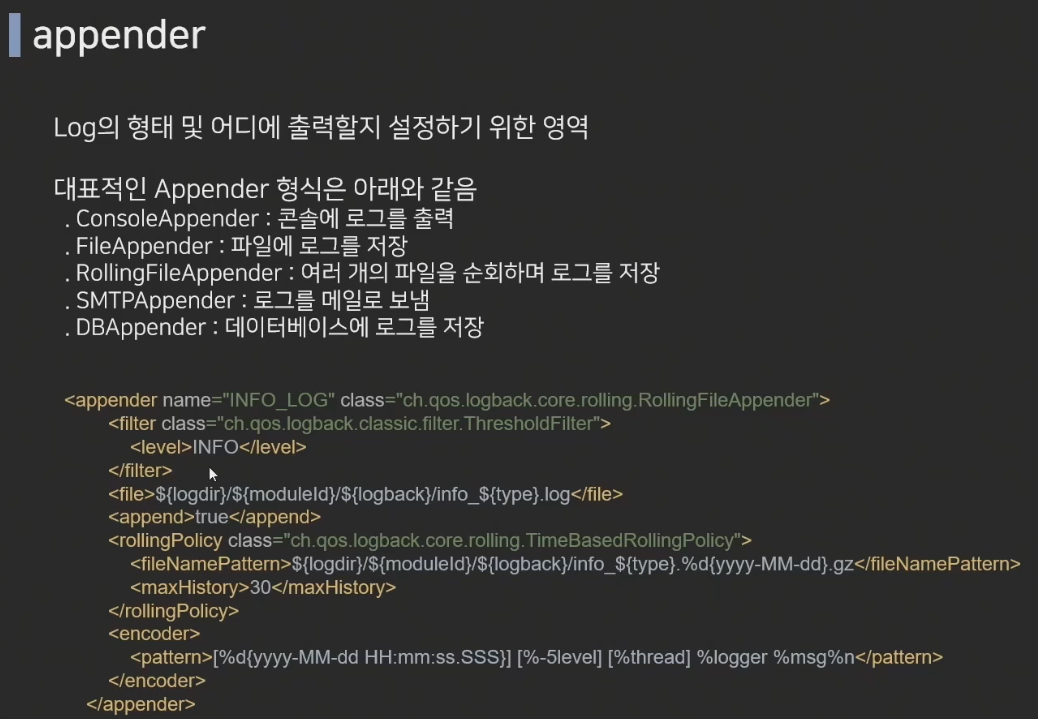 appender
Log의 형태 및 어디에 출력할지 설정하기 위한 영역
대표적인 Appender 형식은 아래와 같음
. ConsoleAppender : 콘솔에 로그를 출력
. FileAppender : 파일에 로그를 저장
. RollingFileAppender : 여러 개의 파일을 순회하며 로그를 저장
. SMTPAppender : 로그를 메일로 보냄
. DBAppender : 데이터베이스에 로그를 저장
<appender name="INFO_LOG" class="ch.qos.logback.core.rolling.RollingFileAppender">
<filter class="ch.qos.logback.classic.filter.ThresholdFilter">
<level>INFO</level>
</filter>
<file>${logdir}/${moduleId}/${logback}/info_${type}.log</file>
<append>true</append>
<rollingPolicy class="ch.qos.logback.core.rolling.TimeBasedRollingPolicy">
<fileNamePattern>${logdir}/${moduleId}/${logback}/info_${type}.%d{yyyy-MM-dd}.gz</fileNamePattern>
<maxHistory>30</maxHistory>
</rollingPolicy>
<encoder>
<pattern>[%d{yyyy-MM-dd HH:mm:ss.SSS}] [%-5level] [%thread] %logger %msg%n</pattern>
</encoder>
</appender>